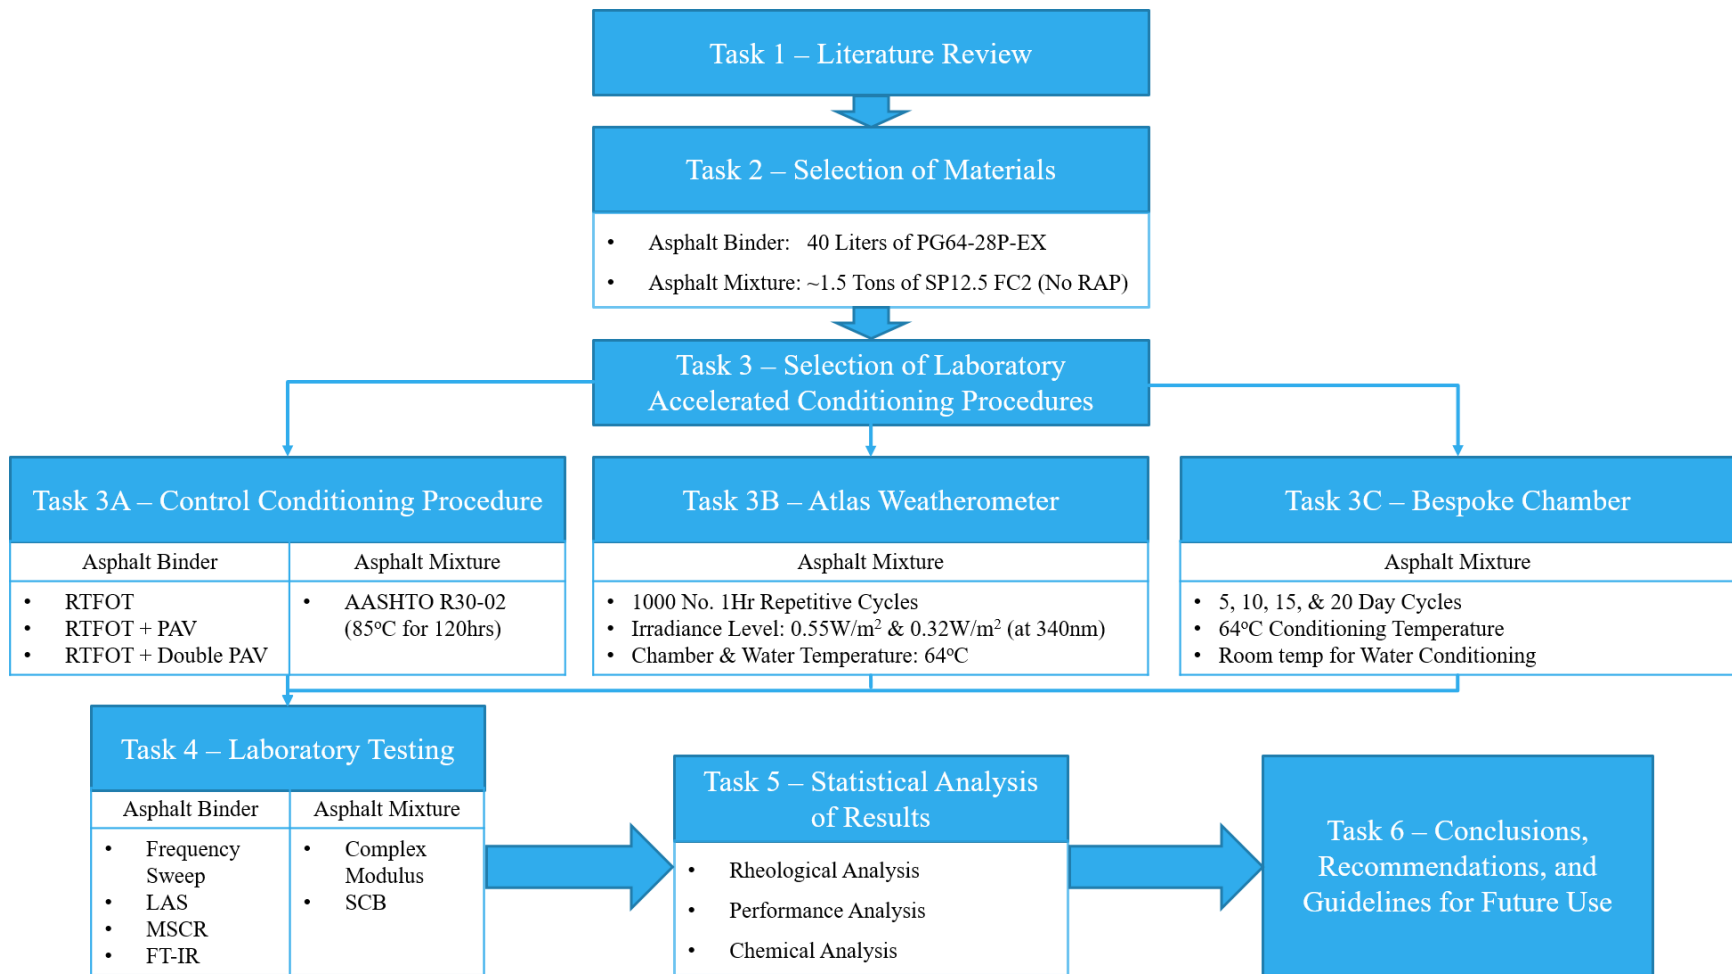 Task 1 – Literature Review
Task 2 – Selection of Materials
• Asphalt Binder: 40 Liters of PG64-28P-EX
• Asphalt Mixture: ~1.5 Tons of SP12.5 FC2 (No RAP)
Task 3 – Selection of Laboratory
Accelerated Conditioning Procedures
Task 3A – Control Conditioning Procedure
Asphalt Binder
• RTFOT
• RTFOT + PAV
• RTFOT + Double PAV
Asphalt Mixture
• AASHTO R30-02
(85°C for 120hrs)
Task 3B – Atlas Weatherometer
Asphalt Mixture
• 1000 No. 1Hr Repetitive Cycles
• Irradiance Level: 0.55W/m² & 0.32W/m² (at 340nm)
• Chamber & Water Temperature: 64°C
Task 3C – Bespoke Chamber
Asphalt Mixture
• 5, 10, 15, & 20 Day Cycles
• 64°C Conditioning Temperature
• Room temp for Water Conditioning
Task 4 – Laboratory Testing
Asphalt Binder
• Frequency
Sweep
• LAS
• MSCR
• FT-IR
Asphalt Mixture
• Complex
Modulus
• SCB
Task 5 – Statistical Analysis
of Results
• Rheological Analysis
• Performance Analysis
• Chemical Analysis
Task 6 – Conclusions,
Recommendations, and
Guidelines for Future Use